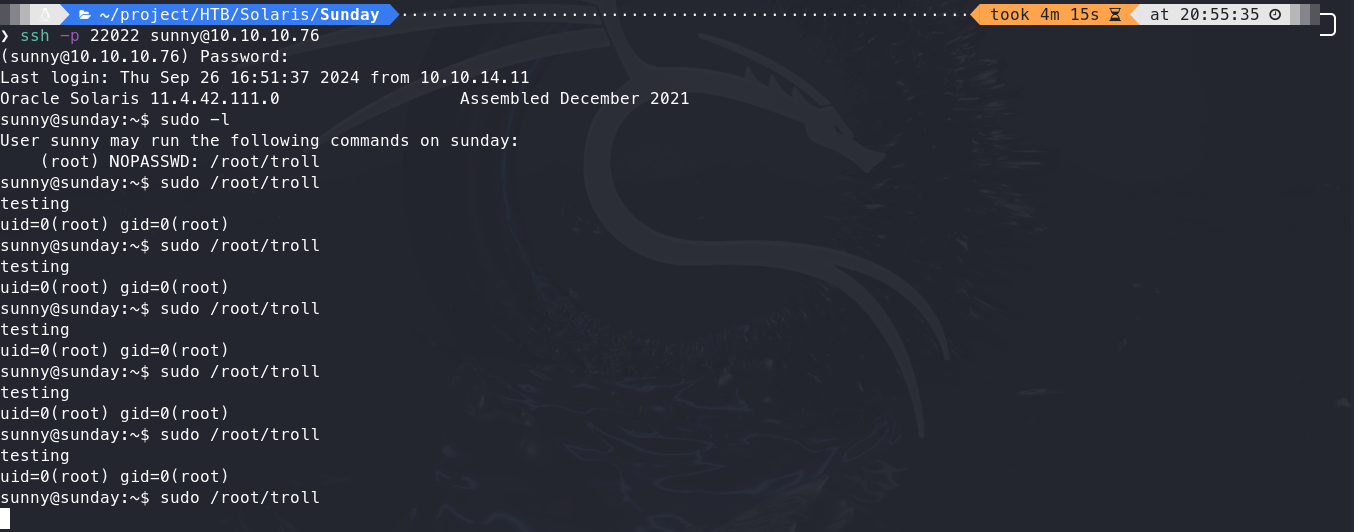 ~/project/HTB/Solaris/Sunday took 4m 15s at 20:55:35
❯ ssh -p 22022 sunny@10.10.10.76
(sunny@10.10.10.76) Password:
Last login: Thu Sep 26 16:51:37 2024 from 10.10.14.11
Oracle Solaris 11.4.42.111.0 Assembled December 2021
sunny@sunday:~$ sudo -l
User sunny may run the following commands on sunday:
(root) NOPASSWD: /root/troll
sunny@sunday:~$ sudo /root/troll
testing
uid=0(root) gid=0(root)
sunny@sunday:~$ sudo /root/troll
testing
uid=0(root) gid=0(root)
sunny@sunday:~$ sudo /root/troll
testing
uid=0(root) gid=0(root)
sunny@sunday:~$ sudo /root/troll
testing
uid=0(root) gid=0(root)
sunny@sunday:~$ sudo /root/troll
testing
uid=0(root) gid=0(root)
sunny@sunday:~$ sudo /root/troll